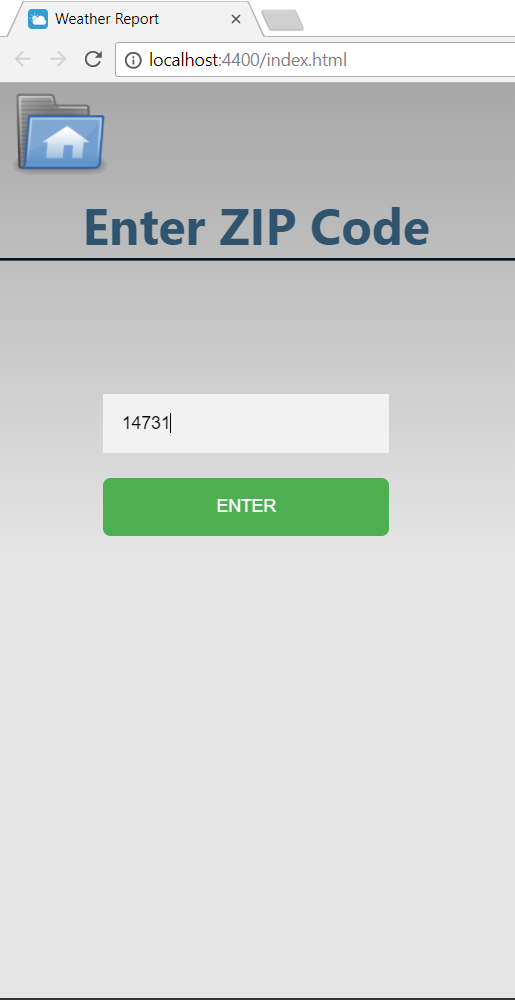 Weather Report
localhost:4400/index.html
Enter ZIP Code
14731
ENTER